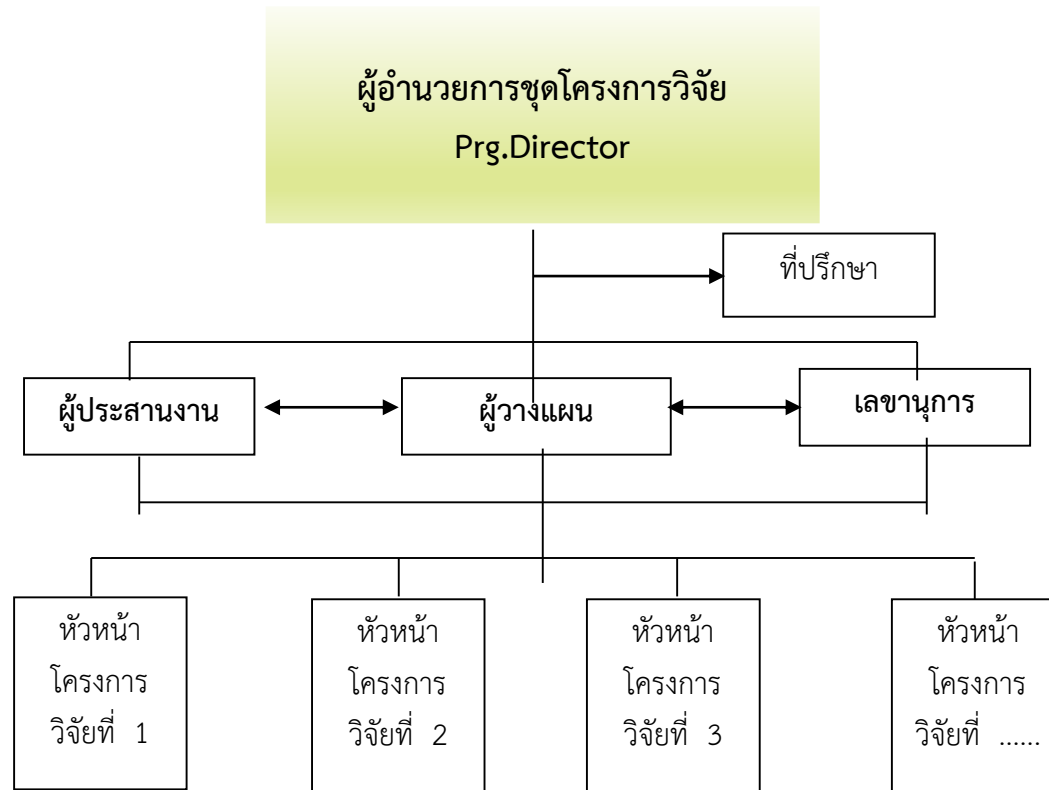 ผู้อำนวยการชุดโครงการวิจัย
Prg.Director
ที่ปรึกษา
ผู้ประสานงาน
ผู้วางแผน
เลขานุการ
หัวหน้า
โครงการ
วิจัยที่ 1
หัวหน้า
โครงการ
วิจัยที่ 2
หัวหน้า
โครงการ
วิจัยที่ 3
หัวหน้า
โครงการ
วิจัยที่ ......